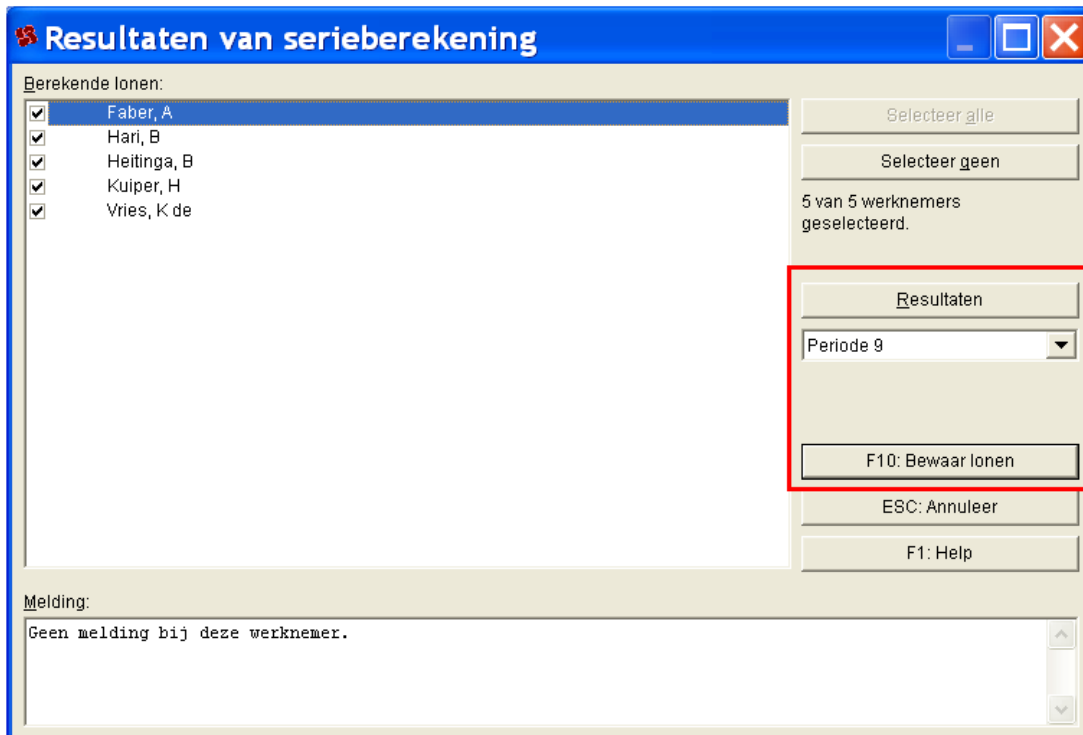 Resultaten van serieberekening
Berekende lonen:
Faber, A
Hari, B
Heitinga, B
Kuiper, H
Vries, K de
Selecteer alle
Selecteer geen
5 van 5 werknemers
geselecteerd.
Resultaten
Periode 9
F10: Bewaar lonen
ESC: Annuleer
F1: Help
Melding:
Geen melding bij deze werknemer.